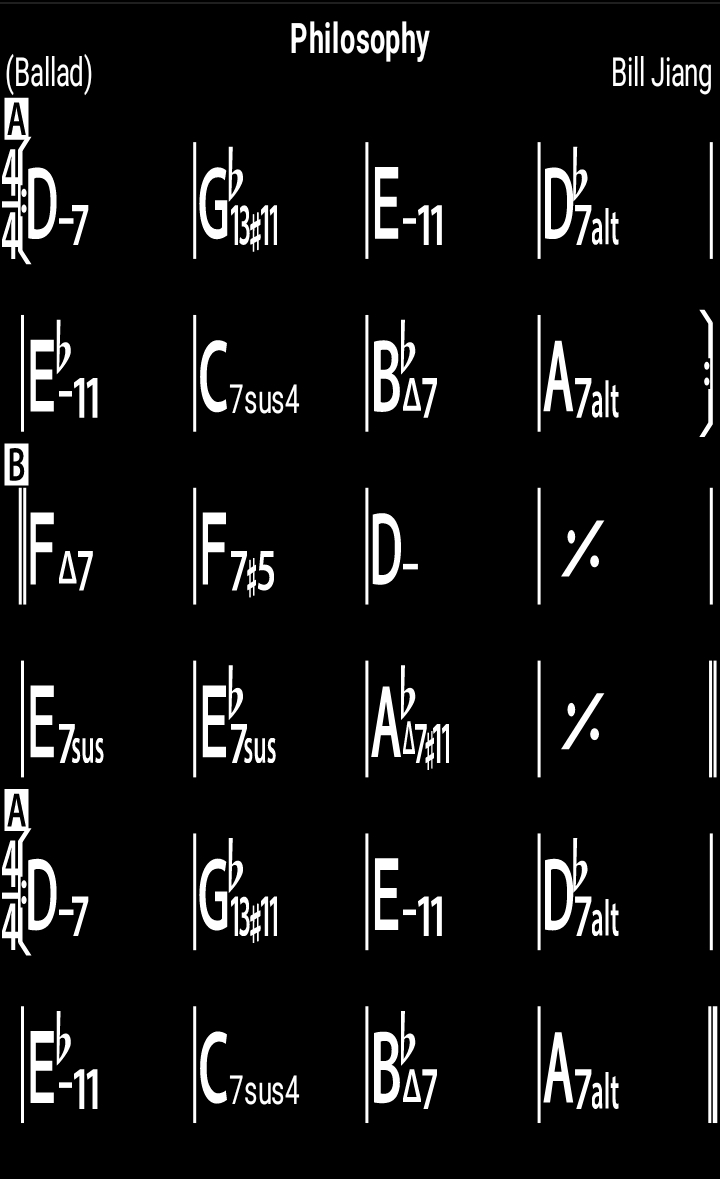 Philosophy
(Ballad) Bill Jiang
A
4/4 D-7 G♭13♯11 E-11 D♭7alt
E♭-11 C7sus4 B♭Δ7 A7alt
B
FΔ7 F7♯5 D- 𝄎
E7sus E♭7sus A♭Δ7♯11 𝄎
A
4/4 D-7 G♭13♯11 E-11 D♭7alt
E♭-11 C7sus4 B♭Δ7 A7alt